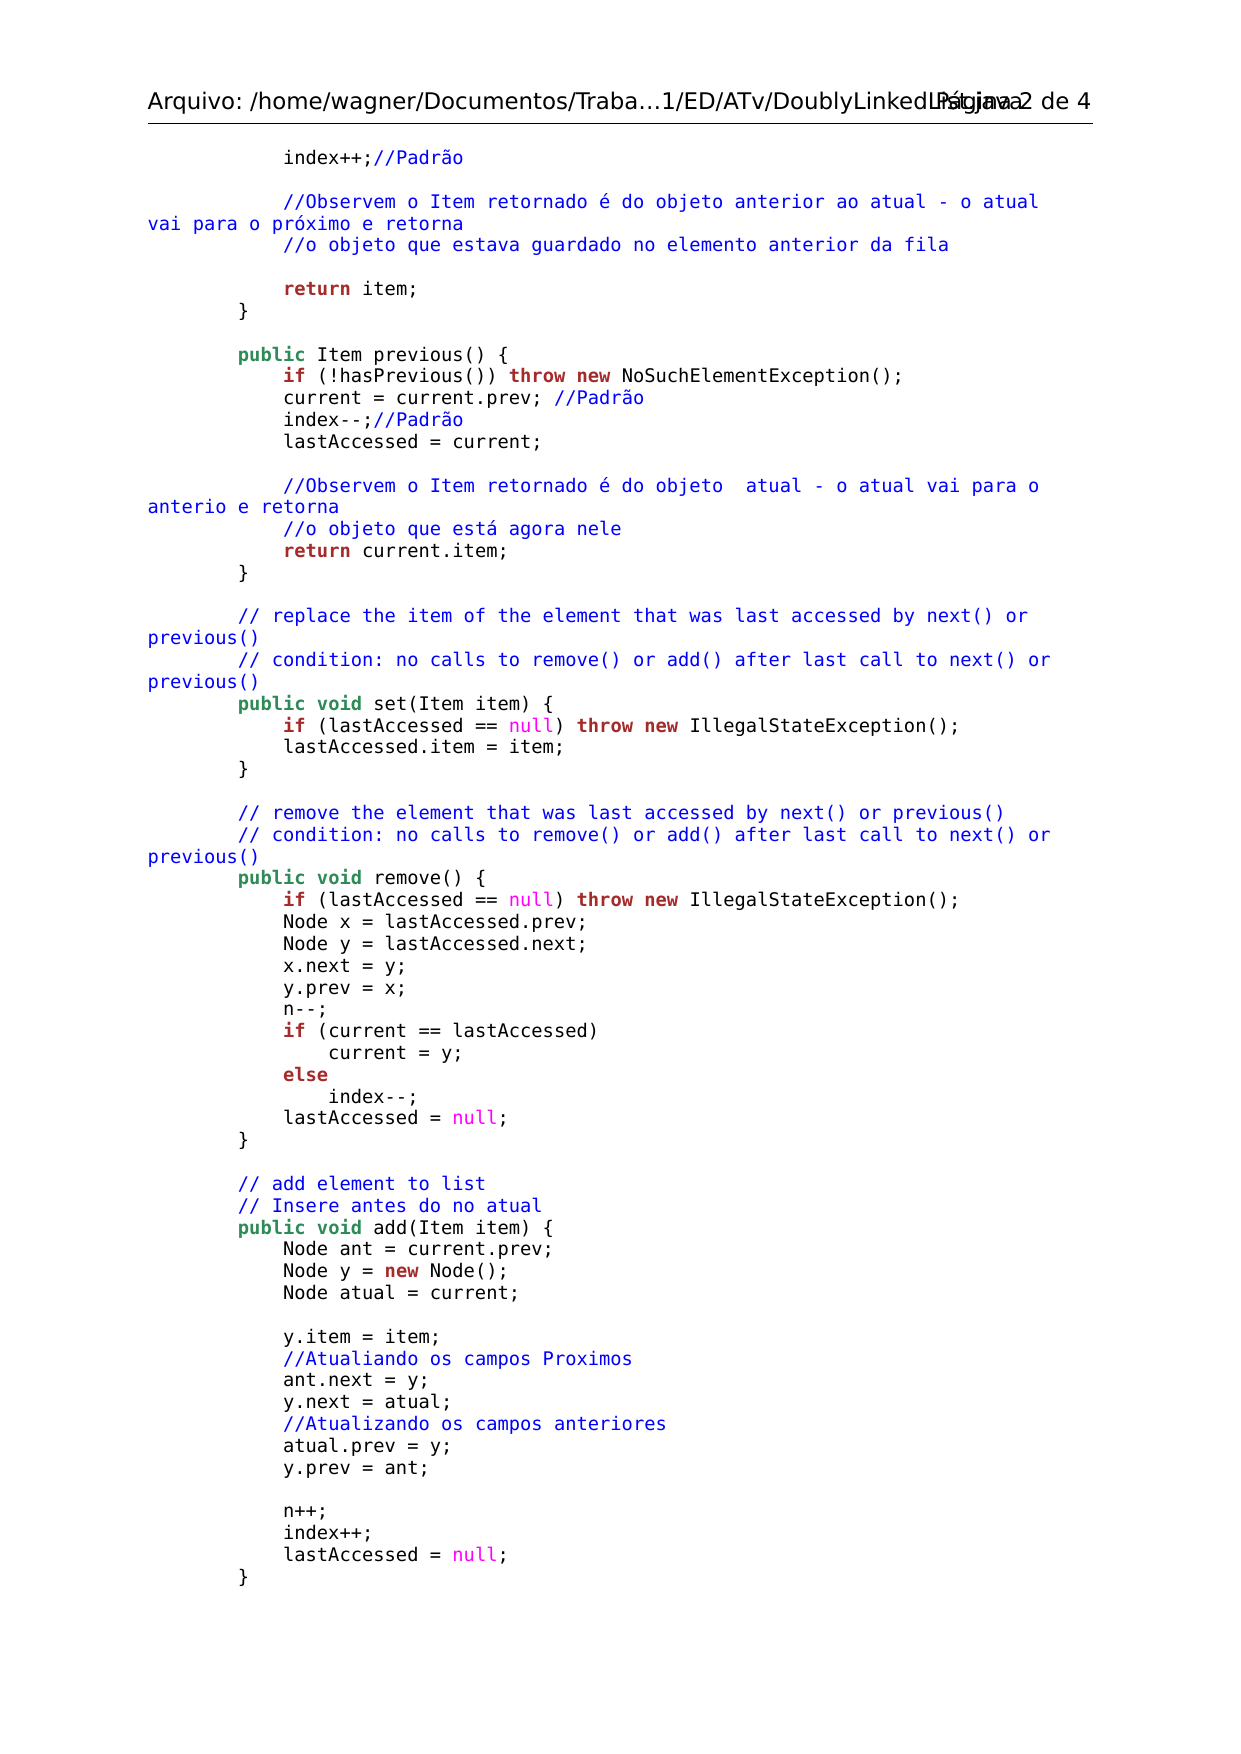 Arquivo: /home/wagner/Documentos/Traba…1/ED/ATv/DoublyLinkedList.java Página 2 de 4
index++;//Padrão
//Observem o Item retornado é do objeto anterior ao atual - o atual
vai para o próximo e retorna
//o objeto que estava guardado no elemento anterior da fila
return item;
}
public Item previous() {
if (!hasPrevious()) throw new NoSuchElementException();
current = current.prev; //Padrão
index--;//Padrão
lastAccessed = current;
//Observem o Item retornado é do objeto  atual - o atual vai para o
anterio e retorna
//o objeto que está agora nele
return current.item;
}
// replace the item of the element that was last accessed by next() or
previous()
// condition: no calls to remove() or add() after last call to next() or
previous()
public void set(Item item) {
if (lastAccessed == null) throw new IllegalStateException();
lastAccessed.item = item;
}
// remove the element that was last accessed by next() or previous()
// condition: no calls to remove() or add() after last call to next() or
previous()
public void remove() {
if (lastAccessed == null) throw new IllegalStateException();
Node x = lastAccessed.prev;
Node y = lastAccessed.next;
x.next = y;
y.prev = x;
n--;
if (current == lastAccessed)
current = y;
else
index--;
lastAccessed = null;
}
// add element to list
// Insere antes do no atual
public void add(Item item) {
Node ant = current.prev;
Node y = new Node();
Node atual = current;
y.item = item;
//Atualiando os campos Proximos
ant.next = y;
y.next = atual;
//Atualizando os campos anteriores
atual.prev = y;
y.prev = ant;
n++;
index++;
lastAccessed = null;
}